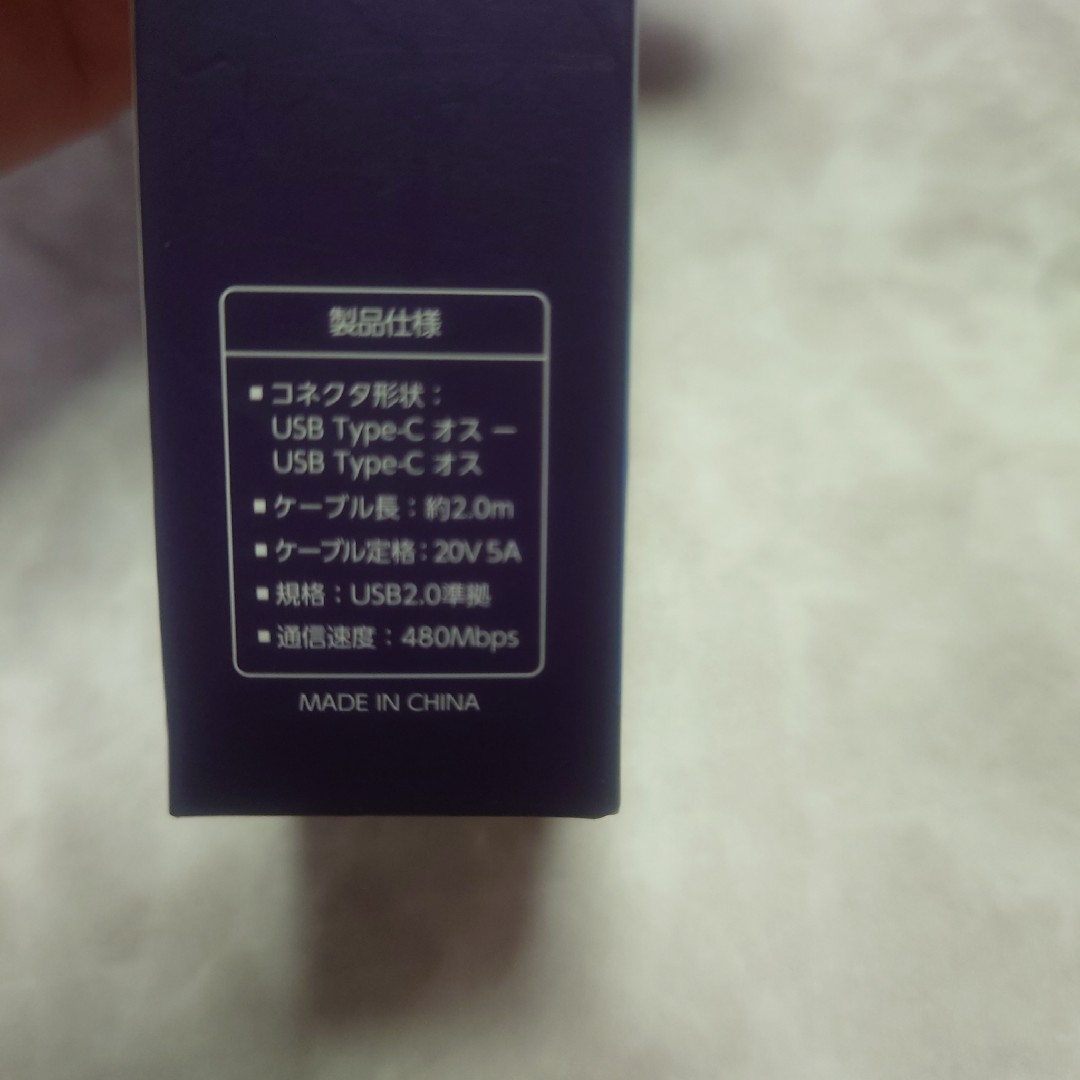 製品仕様
■コネクタ形状：
USB Type-C オス ー
USB Type-C オス
■ケーブル長：約2.0m
■ケーブル定格：20V 5A
■規格：USB2.0準拠
■通信速度：480Mbps
MADE IN CHINA